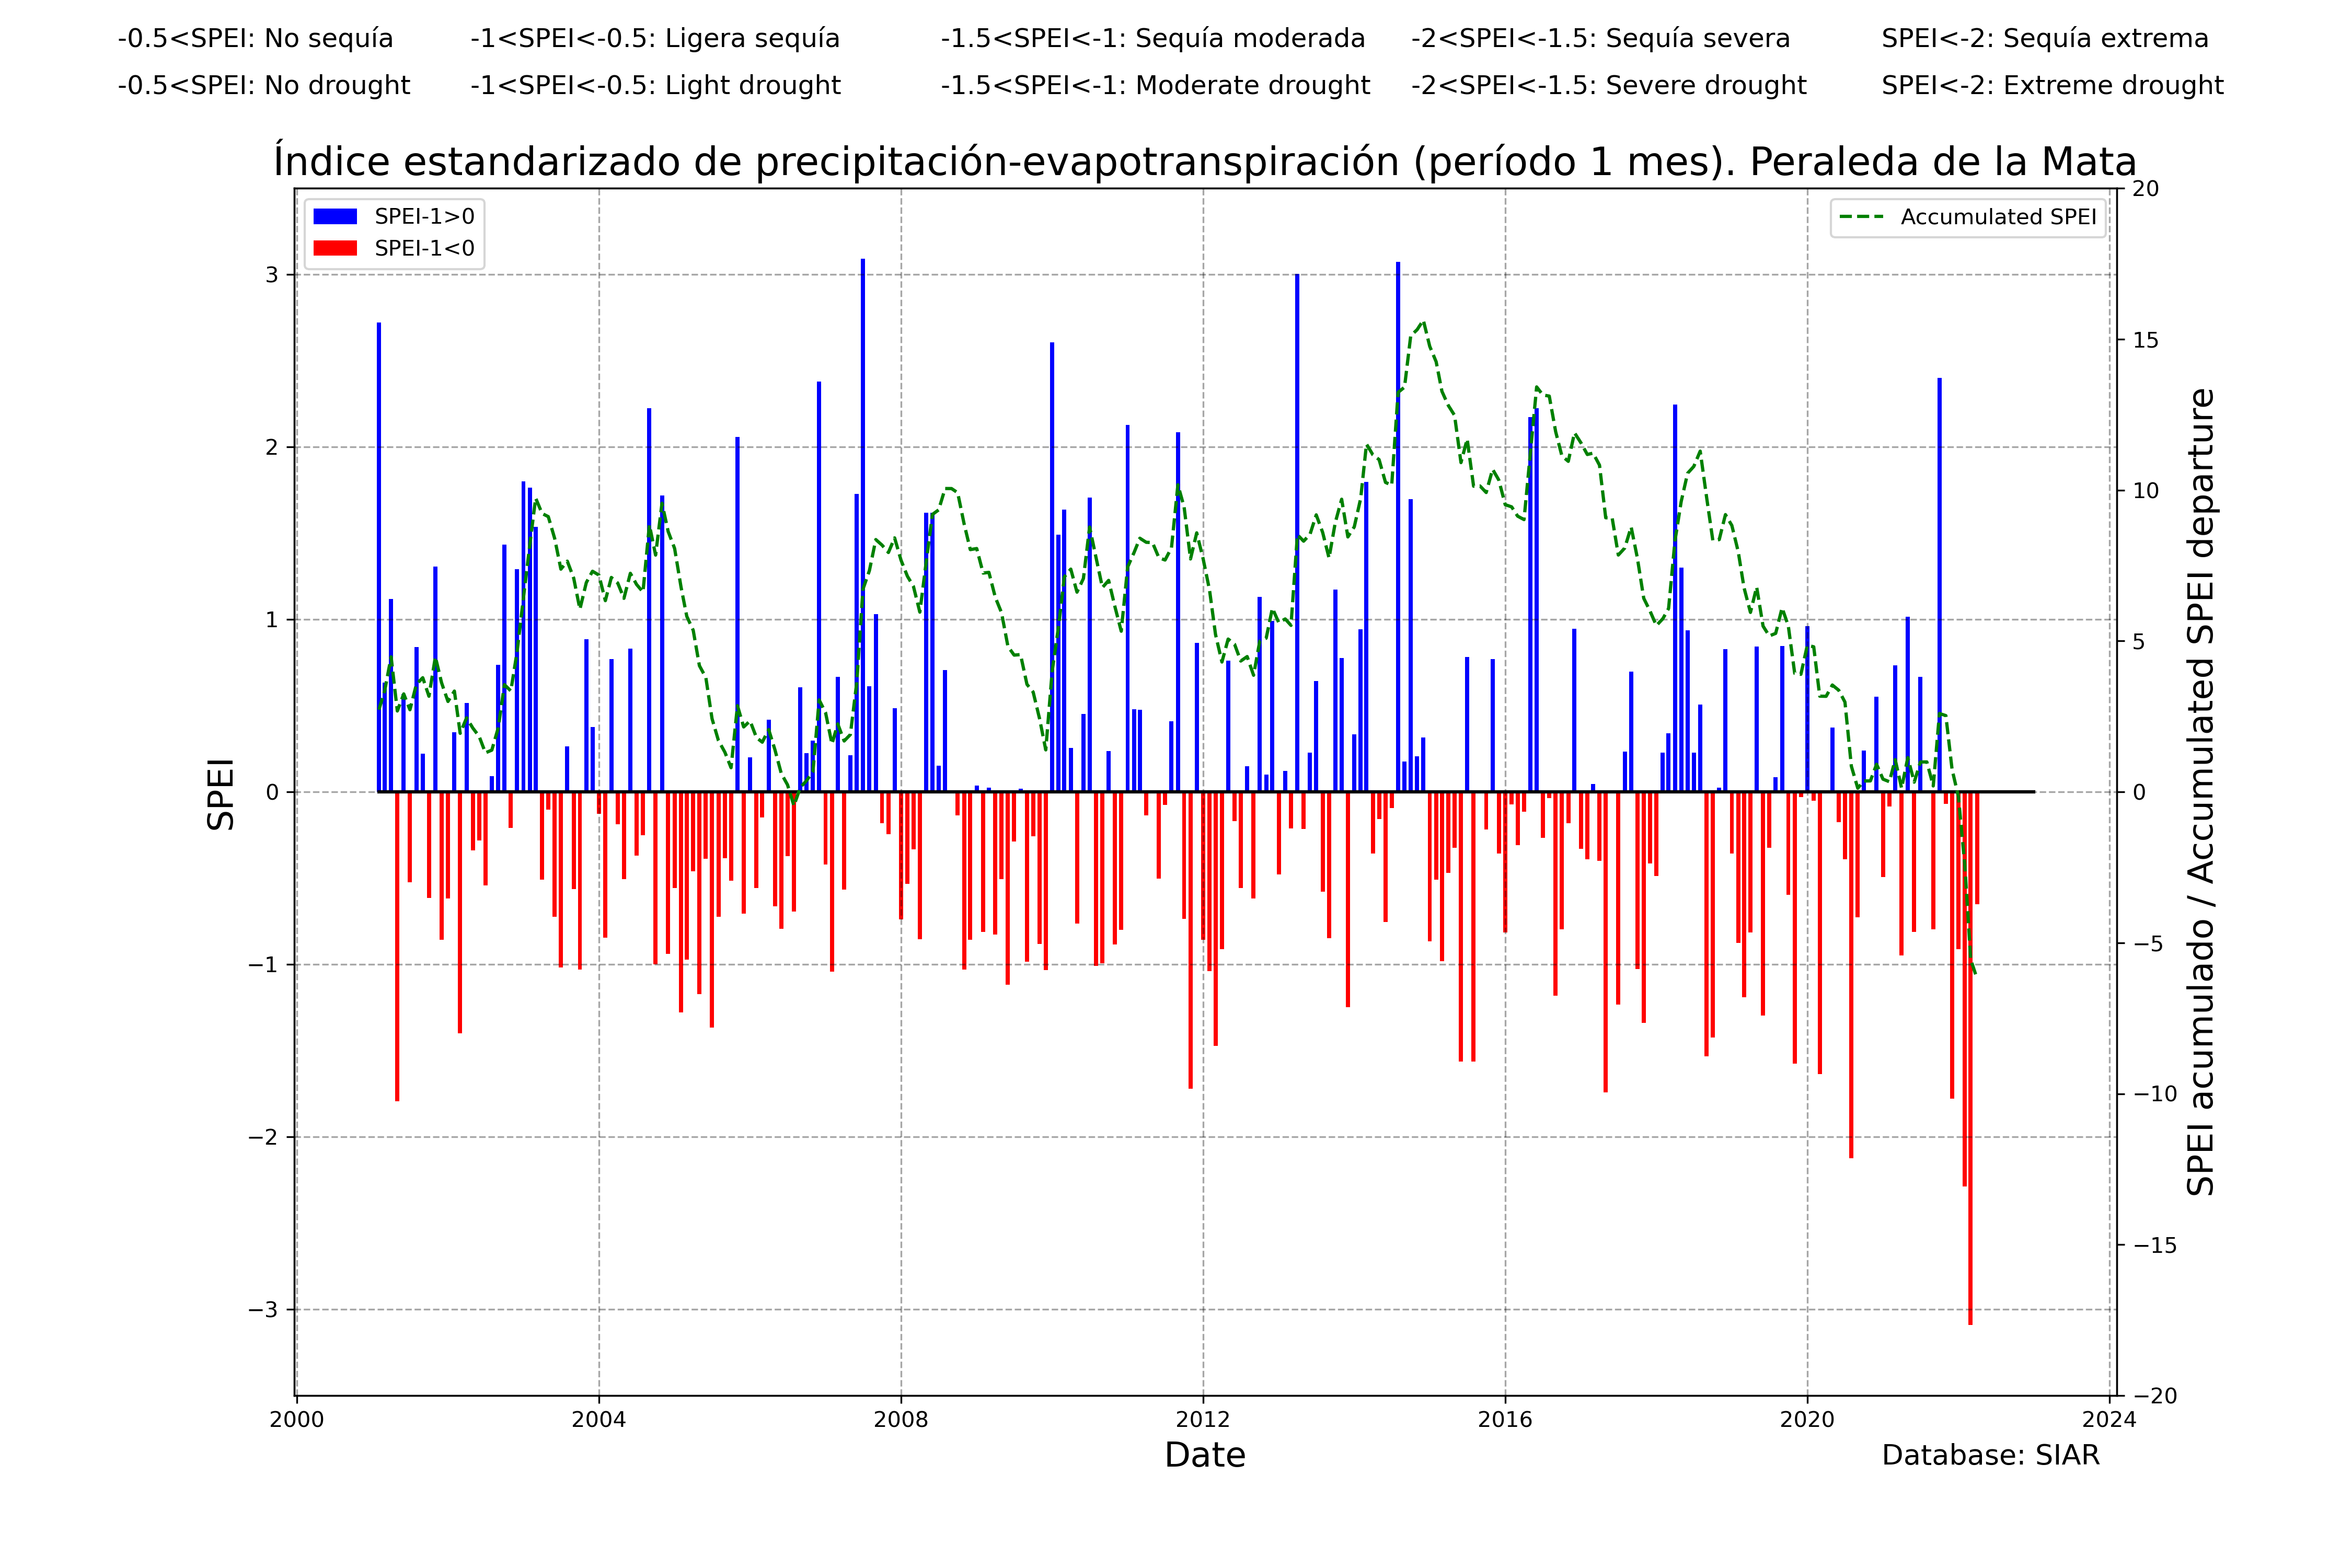 -0.5<SPEI: No sequía -1<SPEI<-0.5: Ligera sequía -1.5<SPEI<-1: Sequía moderada -2<SPEI<-1.5: Sequía severa SPEI<-2: Sequía extrema
-0.5<SPEI: No drought -1<SPEI<-0.5: Light drought -1.5<SPEI<-1: Moderate drought -2<SPEI<-1.5: Severe drought SPEI<-2: Extreme drought
Índice estandarizado de precipitación-evapotranspiración (período 1 mes). Peraleda de la Mata
SPEI-1>0
SPEI-1<0
Accumulated SPEI
SPEI
3
2
1
0
−1
−2
−3
20
15
10
5
0
−5
−10
−15
−20
SPEI acumulado / Accumulated SPEI departure
2000 2004 2008 2012 2016 2020 2024
Date
Database: SIAR